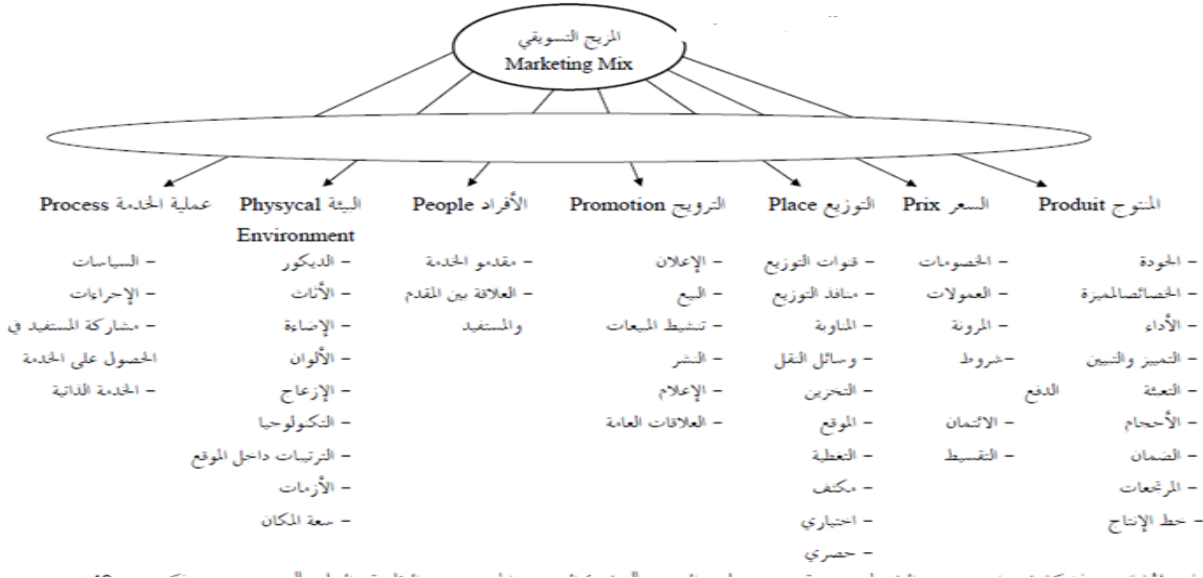 المزيج التسويقي
Marketing Mix
المنتوج Produit
- الجودة
- الخصائصالمميزة
- الأداء
- التمييز والتبيين
- التعبئة
- الأحجام
- الضمان
- المرتجعات
- خط الإنتاج
السعر Prix
- الخصومات
- العمولات
- المرونة
-شروط
الدفع
- الائتمان
- التقسيط
التوزيع Place
- قنوات التوزيع
- منافذ التوزيع
- المناوبة
- وسائل النقل
- التخزين
- الموقع
- التغطية
- مكثف
- اختياري
- حصري
الترويج Promotion
- الإعلان
- البيع
- تنشيط المبيعات
- النشر
- الإعلام
- العلاقات العامة
الأفراد People
- مقدمو الخدمة
- العلاقة بين المقدم
والمستفيد
البيئة Physycal
Environment
- الديكور
- الأثاث
- الإضاءة
- الألوان
- الإزعاج
- التكنولوجيا
- الترتيبات داخل الموقع
- الأزمات
- سعة المكان
عملية الخدمة Process
- السياسات
- الإجراءات
- مشاركة المستفيد في
الحصول على الخدمة
- الخدمة الذاتية